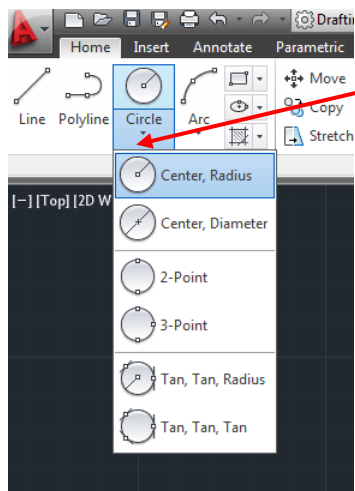 Drafti
Home Insert Annotate Parametric
Move
Copy
Stretch
Line Polyline Circle Arc
Center, Radius
[−] [Top] [2D W
Center, Diameter
2-Point
3-Point
Tan, Tan, Radius
Tan, Tan, Tan